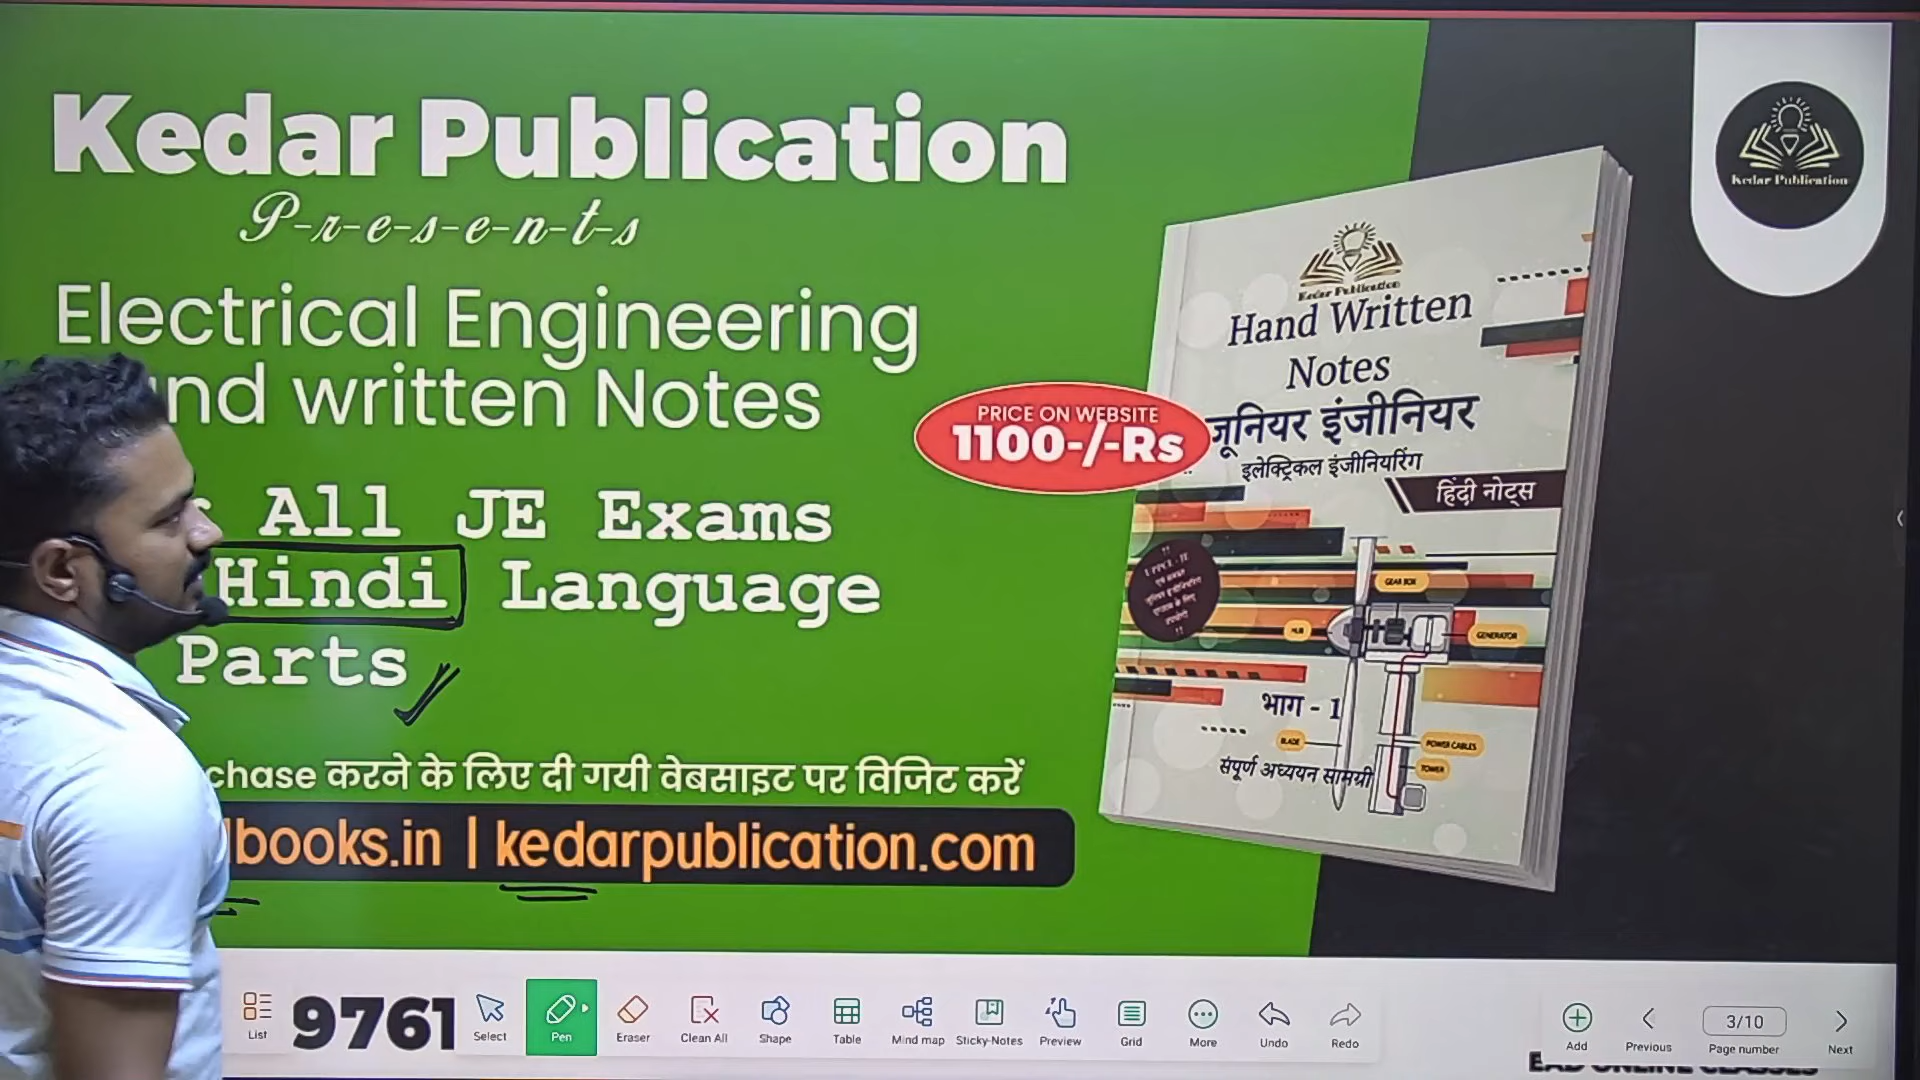 Kedar Publication
P-r-e-s-e-n-t-s
Electrical Engineering
nd written Notes
All JE Exams
Hindi Language
Parts
chase करने के लिए दी गयी वेबसाइट पर विजिट करें
books.in | kedarpublication.com
PRICE ON WEBSITE
1100-/-Rs
Kedar Publication
Hand Written
Notes
जूनियर इंजीनियर
इलेक्ट्रिकल इंजीनियरिंग
हिंदी नोट्स
GEAR BOX
HUB
GENERATOR
भाग - 1
BLADE
POWER CABLES
TOWER
संपूर्ण अध्ययन सामग्री
Kedar Publication
9761
List
Select
Pen
Eraser
Clean All
Shape
Table
Mind map
Sticky-Notes
Preview
Grid
More
Undo
Redo
Add
Previous
3/10
Page number
Next
EAD ONLINE CLASSES